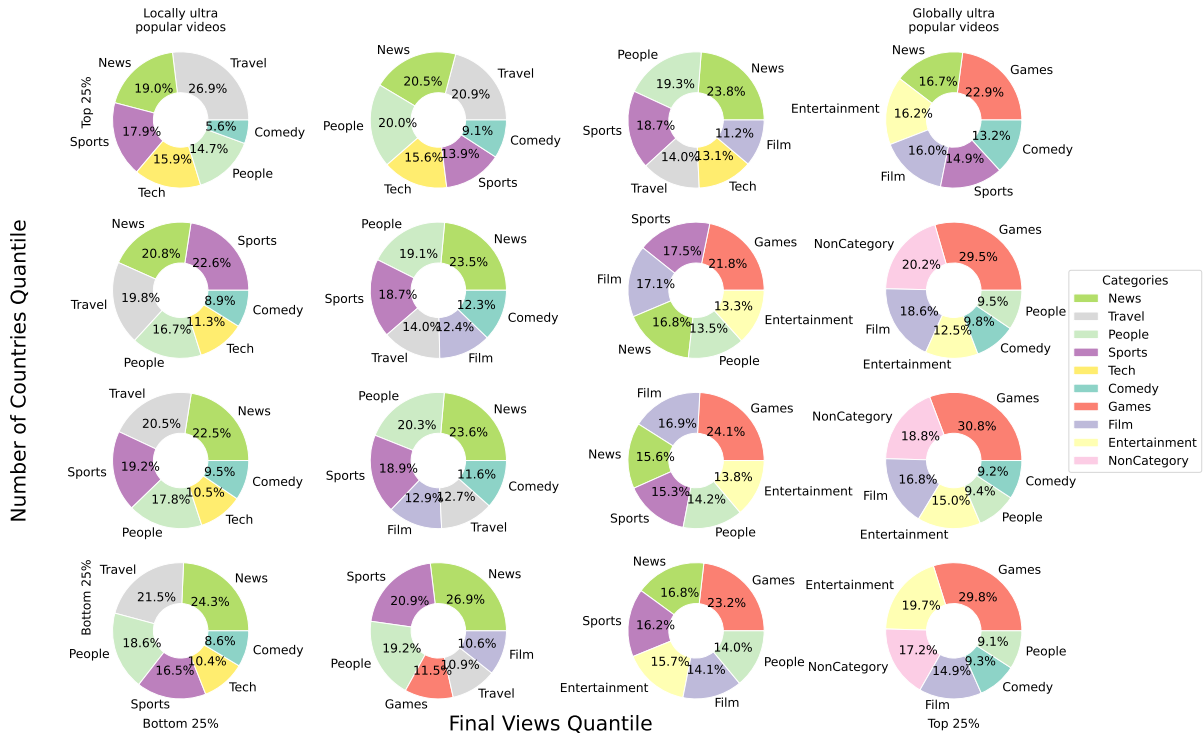 Locally ultra
popular videos
Globally ultra
popular videos
Top 25%
News
19.0%
Travel
26.9%
Sports
17.9%
5.6%
Comedy
15.9%
14.7%
Tech
People
News
20.5%
Travel
20.9%
People
20.0%
9.1%
Comedy
15.6%
13.9%
Tech
Sports
People
19.3%
News
23.8%
Sports
18.7%
11.2%
Film
14.0%
13.1%
Travel
Tech
News
16.7%
Games
22.9%
Entertainment
16.2%
13.2%
Comedy
16.0%
14.9%
Film
Sports
Number of Countries Quantile
News
20.8%
Sports
22.6%
Travel
19.8%
8.9%
Comedy
16.7%
11.3%
Tech
People
People
19.1%
News
23.5%
Sports
18.7%
12.3%
Comedy
14.0%
12.4%
Travel
Film
Sports
17.5%
Games
21.8%
Film
17.1%
13.3%
Entertainment
16.8%
13.5%
News
People
NonCategory
20.2%
Games
29.5%
18.6%
9.5%
People
Film
12.5%
9.8%
Comedy
Entertainment
Categories
News
Travel
People
Sports
Tech
Comedy
Games
Film
Entertainment
NonCategory
Travel
20.5%
News
22.5%
Sports
19.2%
9.5%
Comedy
17.8%
10.5%
Tech
People
People
20.3%
News
23.6%
Sports
18.9%
11.6%
Comedy
12.9%
12.7%
Film
Travel
Film
16.9%
Games
24.1%
News
15.6%
13.8%
Entertainment
15.3%
14.2%
Sports
People
NonCategory
18.8%
Games
30.8%
16.8%
9.2%
Comedy
Film
15.0%
9.4%
People
Entertainment
Bottom 25%
Travel
21.5%
News
24.3%
People
18.6%
8.6%
Comedy
16.5%
10.4%
Tech
Sports
Sports
20.9%
News
26.9%
People
19.2%
10.6%
Film
11.5%
10.9%
Travel
Games
News
16.8%
Games
23.2%
Sports
16.2%
14.0%
People
15.7%
14.1%
Entertainment
Film
Entertainment
19.7%
Games
29.8%
NonCategory
17.2%
9.1%
People
14.9%
9.3%
Comedy
Film
Bottom 25%
Final Views Quantile
Top 25%